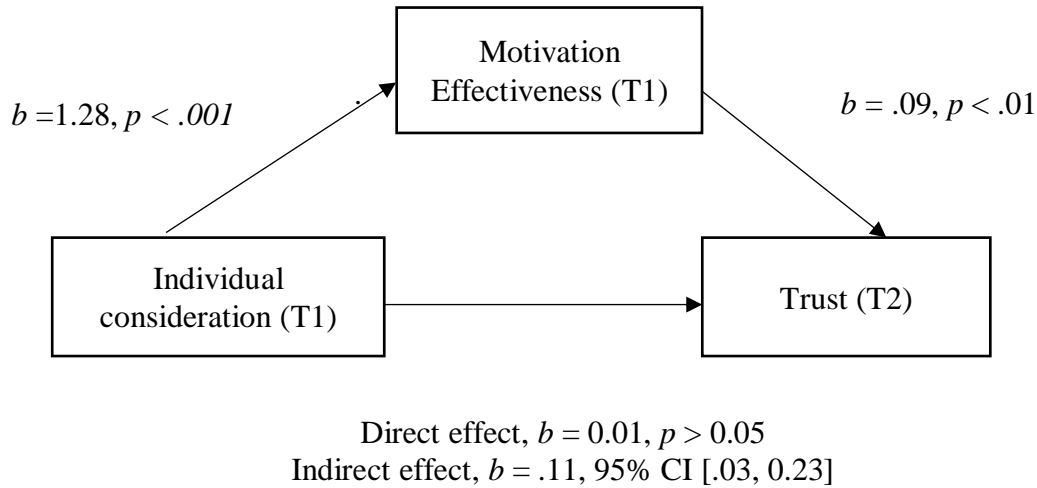 Motivation
Effectiveness (T1)
b =1.28, p < .001
.
b = .09, p < .01
Individual
consideration (T1)
Trust (T2)
Direct effect, b = 0.01, p > 0.05
Indirect effect, b = .11, 95% CI [.03, 0.23]